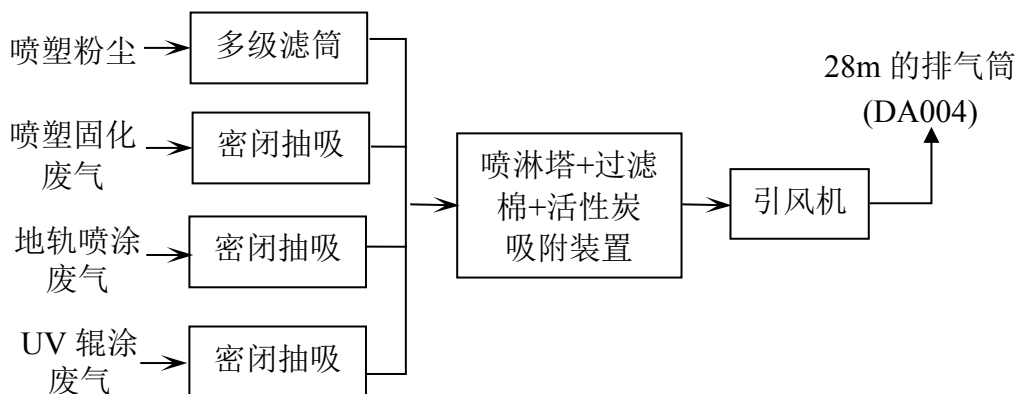 喷塑粉尘
多级滤筒
喷塑固化
废气
密闭抽吸
地轨喷涂
废气
密闭抽吸
UV 辊涂
废气
密闭抽吸
喷淋塔+过滤
棉+活性炭
吸附装置
引风机
28m 的排气筒
(DA004)